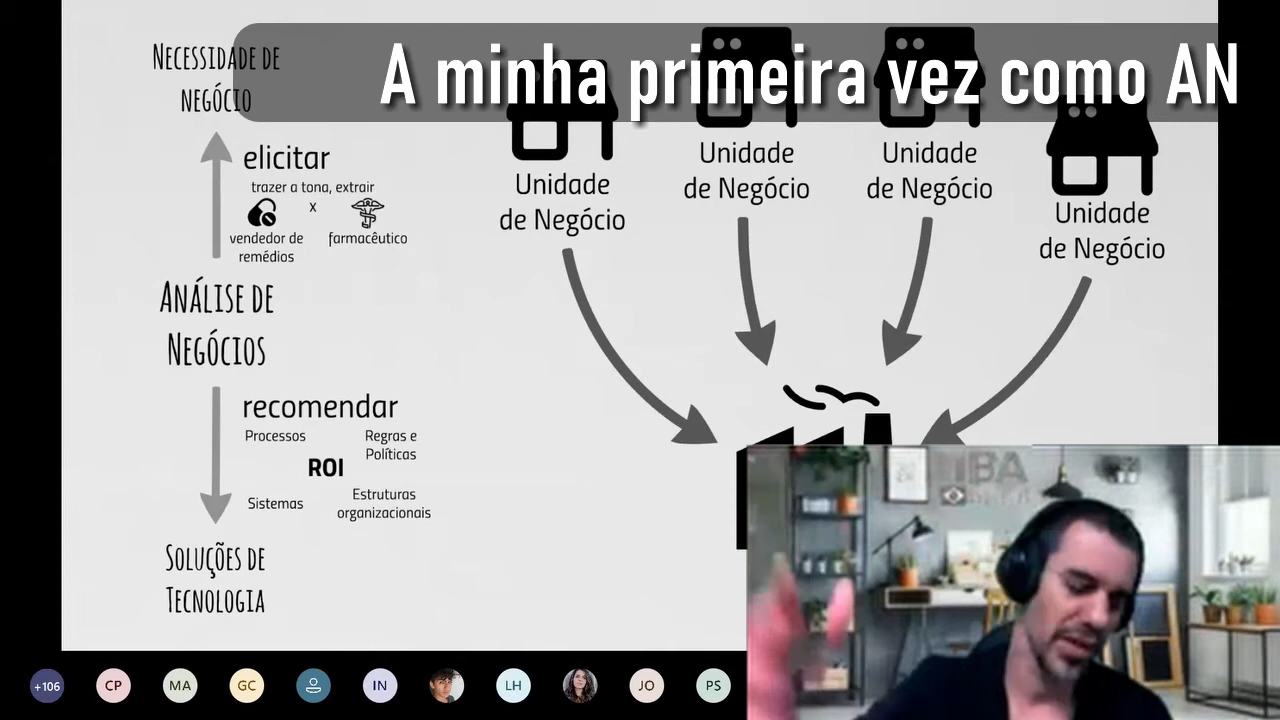 A minha primeira vez como AN
NECESSIDADE DE
NEGÓCIO
elicitar
trazer a tona, extrair
x
vendedor de
remédios
farmacêutico
ANÁLISE DE
NEGÓCIOS
recomendar
Processos
Regras e
Políticas
ROI
Sistemas
Estruturas
organizacionais
SOLUÇÕES DE
TECNOLOGIA
Unidade
de Negócio
Unidade
de Negócio
Unidade
de Negócio
Unidade
de Negócio
IIBA
+106
CP
MA
GC
IN
LH
JO
PS